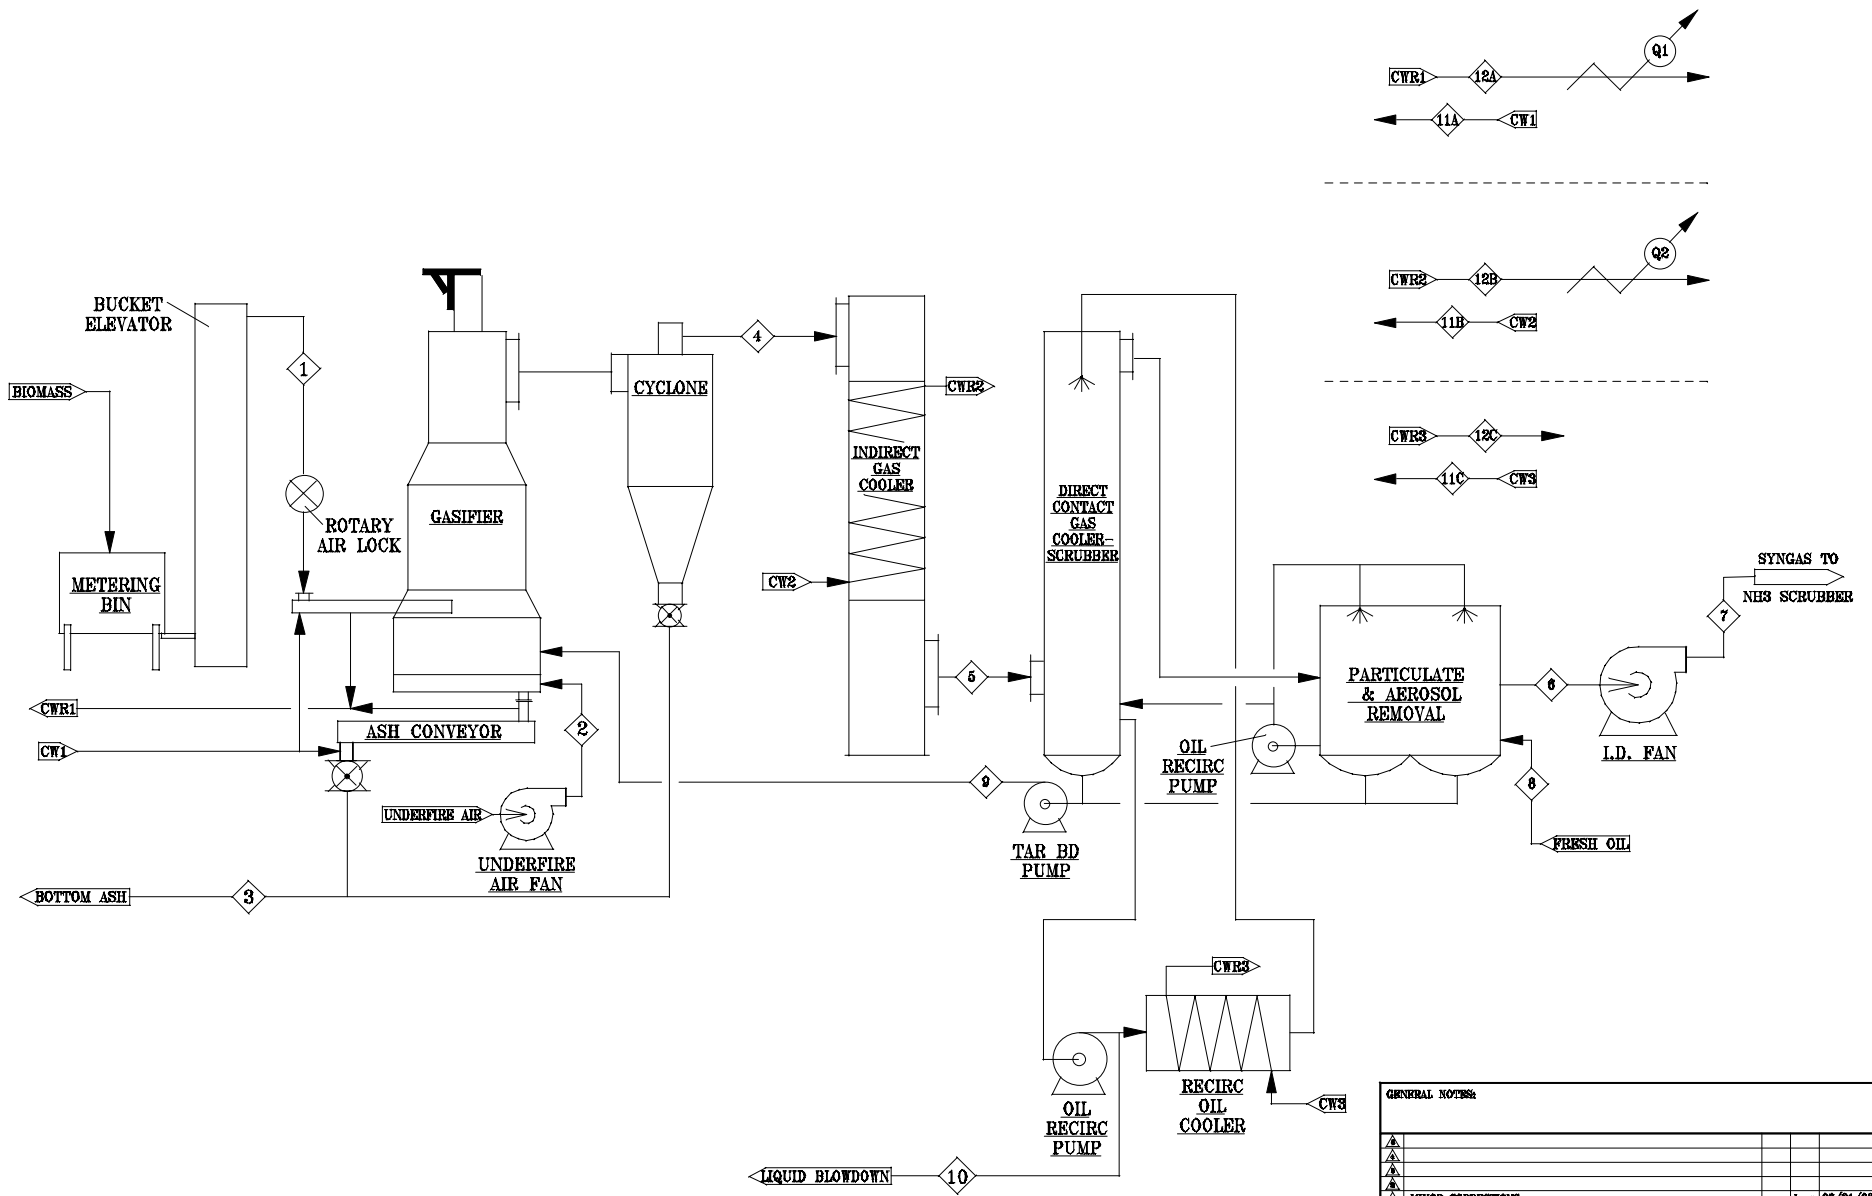 Q1
CWR1
12A
11A
CW1
Q2
CWR2
12B
11B
CW2
CWR3
12C
11C
CW3
BUCKET
ELEVATOR
1
BIOMASS
ROTARY
AIR LOCK
METERING
BIN
GASIFIER
CYCLONE
4
CWR2
INDIRECT
GAS
COOLER
CW2
DIRECT
CONTACT
GAS
COOLER-
SCRUBBER
5
SYNGAS TO
NH3 SCRUBBER
7
PARTICULATE
& AEROSOL
REMOVAL
6
I.D. FAN
CWR1
CW1
ASH CONVEYOR
2
UNDERFIRE AIR
UNDERFIRE
AIR FAN
9
TAR BD
PUMP
OIL
RECIRC
PUMP
8
FRESH OIL
BOTTOM ASH
3
CWR3
OIL
RECIRC
PUMP
RECIRC
OIL
COOLER
CW3
LIQUID BLOWDOWN
10
GENERAL NOTES: